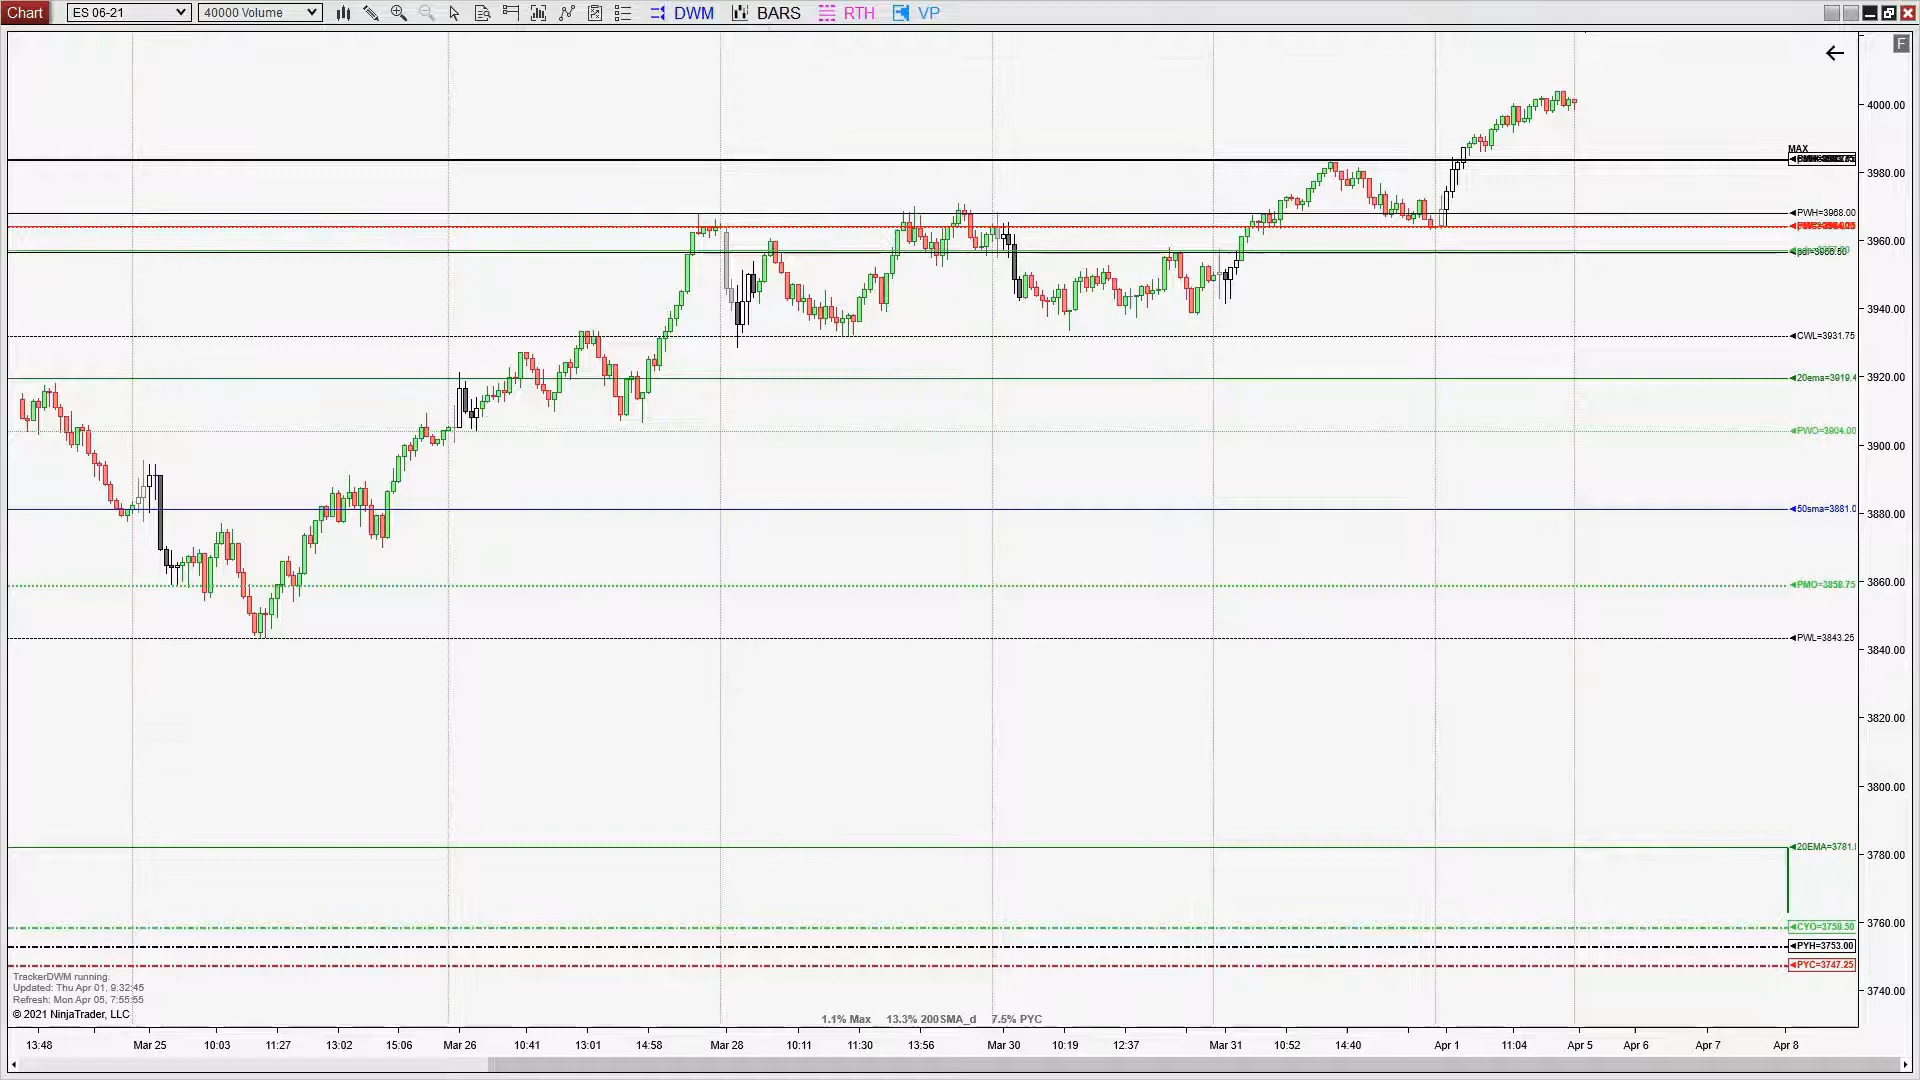 Chart ES 06-21 40000 Volume DWM BARS RTH VP
F
4000.00
MAX
3980.00
PWH=3968.00
3960.00
3940.00
CWL=3931.75
3920.00
20ema=3919.4
PWO=3904.00
3900.00
50sma=3881.0
3880.00
3860.00
PMO=3858.75
3840.00
PWL=3843.25
3820.00
3800.00
20EMA=3781.
3780.00
3760.00
CYO=3758.50
PYH=3753.00
PYC=3747.25
3740.00
TrackerDWM running.
Updated: Thu Apr 01, 9:32:45
Refresh: Mon Apr 05, 7:55:55
© 2021 NinjaTrader, LLC
1.1% Max 13.3% 200SMA_d 7.5% PYC
13:48 Mar 25 10:03 11:27 13:02 15:06 Mar 26 10:41 13:01 14:58 Mar 28 10:11 11:30 13:56 Mar 30 10:19 12:37 Mar 31 10:52 14:40 Apr 1 11:04 Apr 5 Apr 6 Apr 7 Apr 8